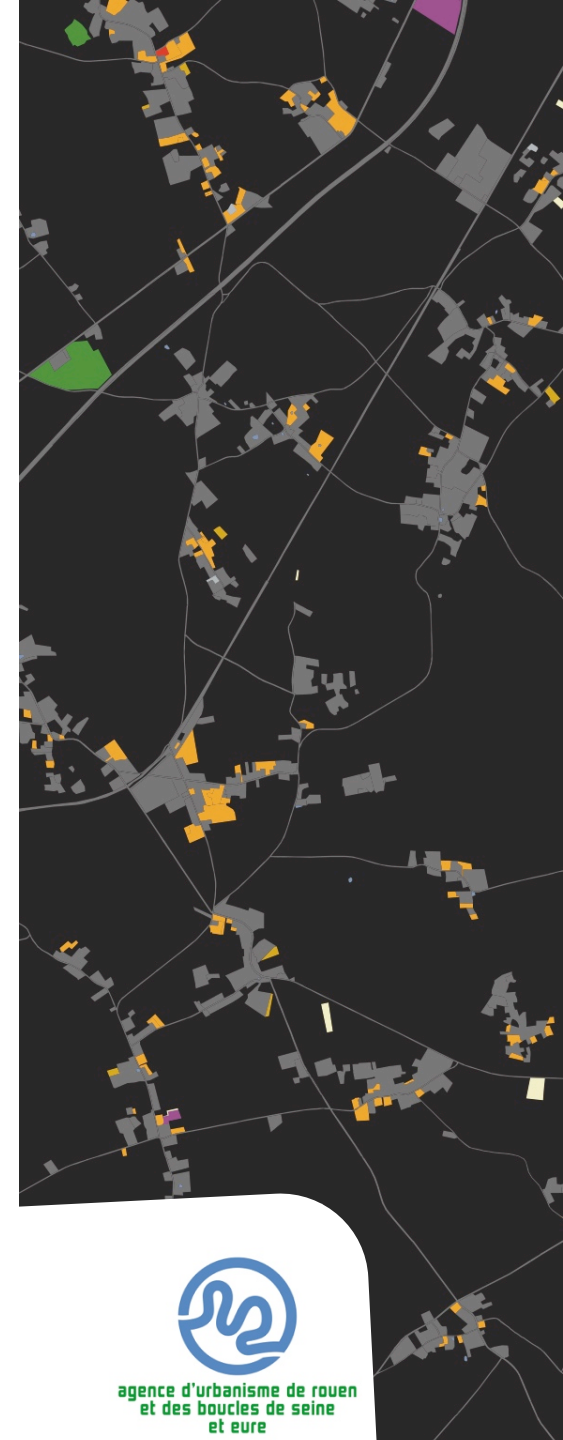 agence d'urbanisme de rouen
et des boucles de seine
et eure